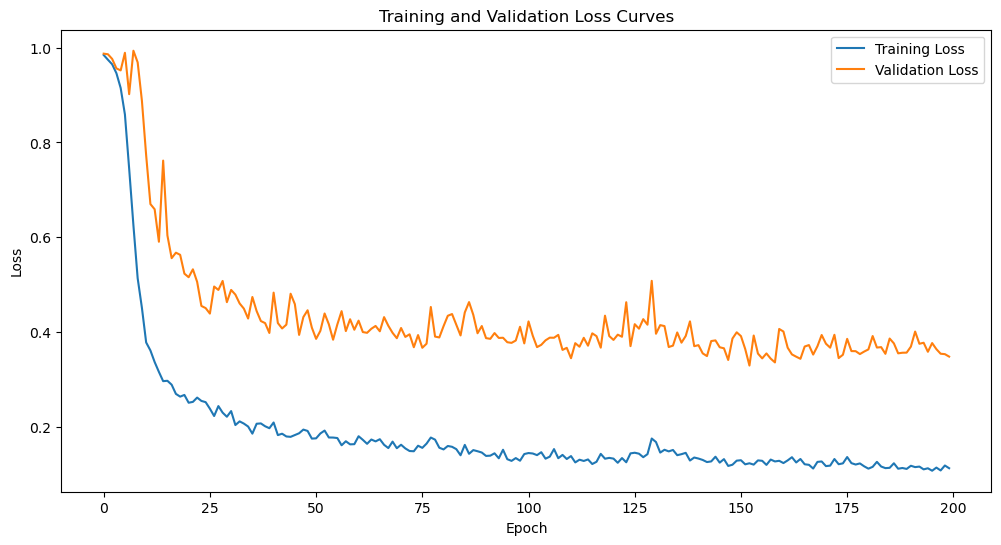 Training and Validation Loss Curves
Training Loss
Validation Loss
1.0
0.8
0.6
0.4
0.2
Loss
0
25
50
75
100
125
150
175
200
Epoch